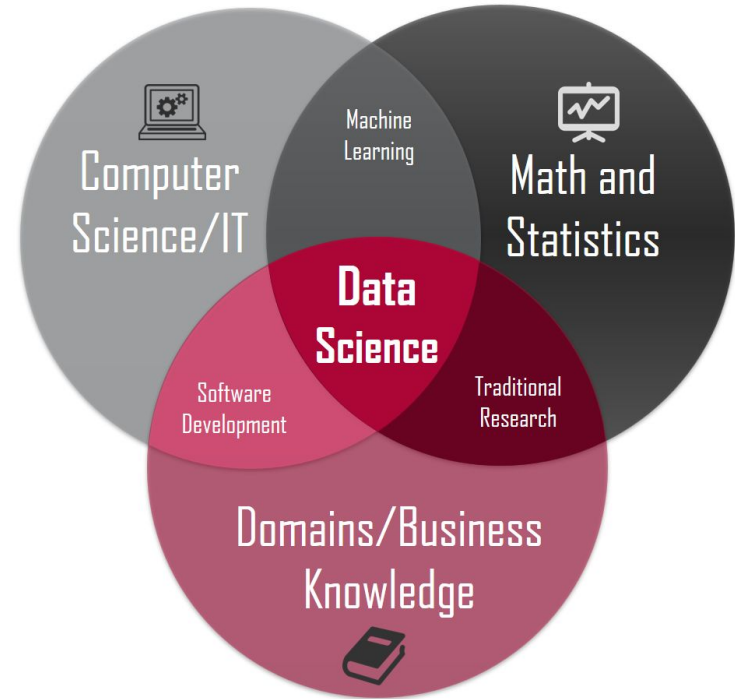 Machine
Learning
Computer
Science/IT
Math and
Statistics
Data
Science
Software
Development
Traditional
Research
Domains/Business
Knowledge